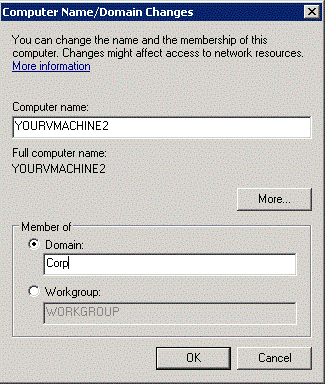 Computer Name/Domain Changes
You can change the name and the membership of this
computer. Changes might affect access to network resources.
More information
Computer name:
YOURVMACHINE2
Full computer name:
YOURVMACHINE2
More...
Member of
Domain:
Corp
Workgroup:
WORKGROUP
OK
Cancel